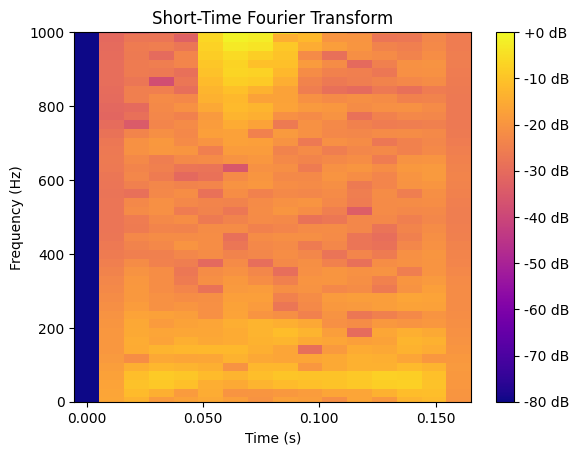 Short-Time Fourier Transform
1000
800
600
400
200
0
Frequency (Hz)
0.000
0.050
0.100
0.150
Time (s)
+0 dB
-10 dB
-20 dB
-30 dB
-40 dB
-50 dB
-60 dB
-70 dB
-80 dB